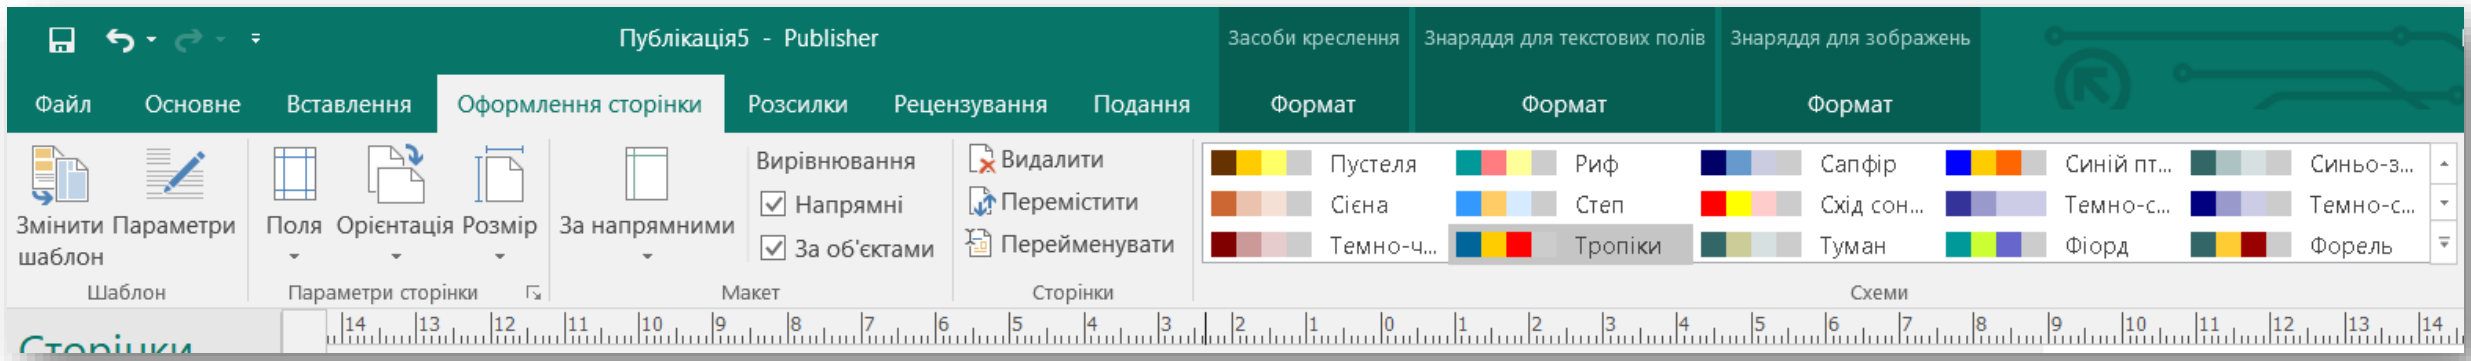 Публікація5 - Publisher
Засоби креслення Знаряддя для текстових полів Знаряддя для зображень
Файл Основне Вставлення Оформлення сторінки Розсилки Рецензування Подання Формат Формат Формат
Змінити шаблон
Параметри
Шаблон
Поля Орієнтація Розмір
Параметри сторінки
За напрямними
Вирівнювання
Напрямні
За об'єктами
Макет
Видалити
Перемістити
Перейменувати
Сторінки
Пустеля Риф Сапфір Синій пт... Синьо-з...
Сієна Степ Схід сон... Темно-с... Темно-с...
Темно-ч... Тропіки Туман Фіорд Форель
Схеми
14 13 12 11 10 9 8 7 6 5 4 3 2 1 0 1 2 3 4 5 6 7 8 9 10 11 12 13 14
Сторінки